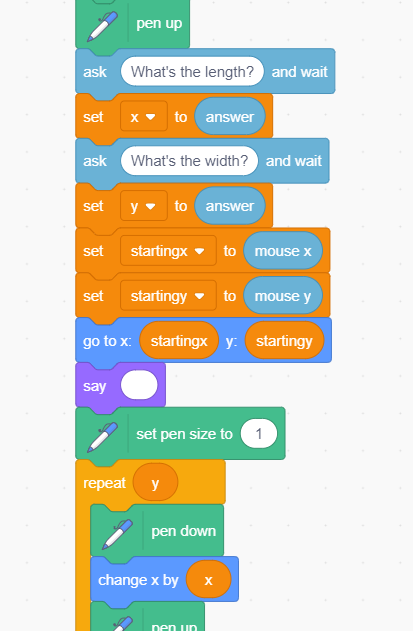 pen up
ask What's the length? and wait
set x to answer
ask What's the width? and wait
set y to answer
set startingx to mouse x
set startingy to mouse y
go to x: startingx y: startingy
say
set pen size to 1
repeat y
pen down
change x by x
pen up